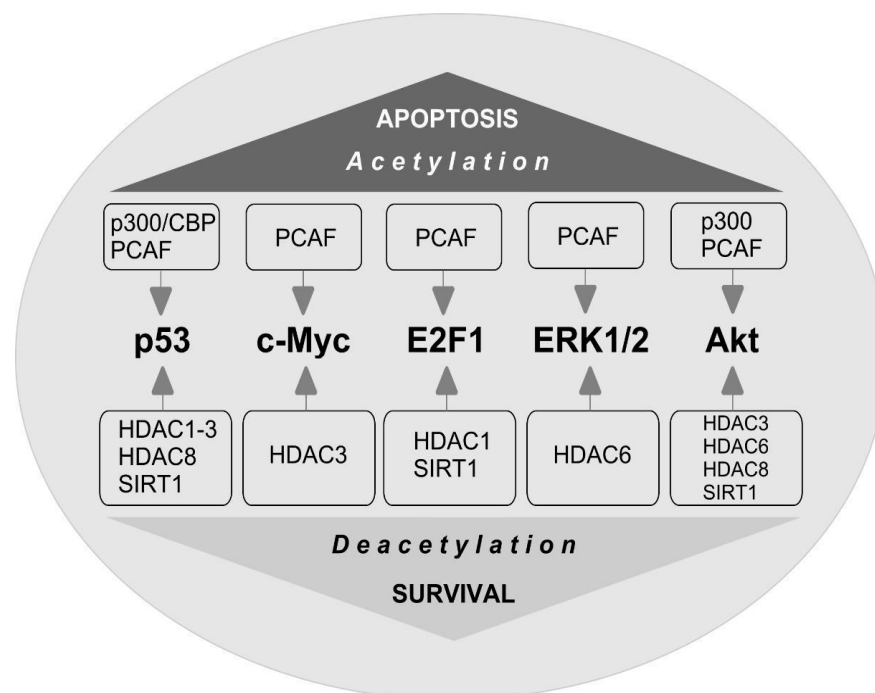 APOPTOSIS
Acetylation
p300/CBP
PCAF
PCAF
PCAF
PCAF
p300
PCAF
p53
c-Myc
E2F1
ERK1/2
Akt
HDAC1-3
HDAC8
SIRT1
HDAC3
HDAC1
SIRT1
HDAC6
HDAC3
HDAC6
HDAC8
SIRT1
Deacetylation
SURVIVAL